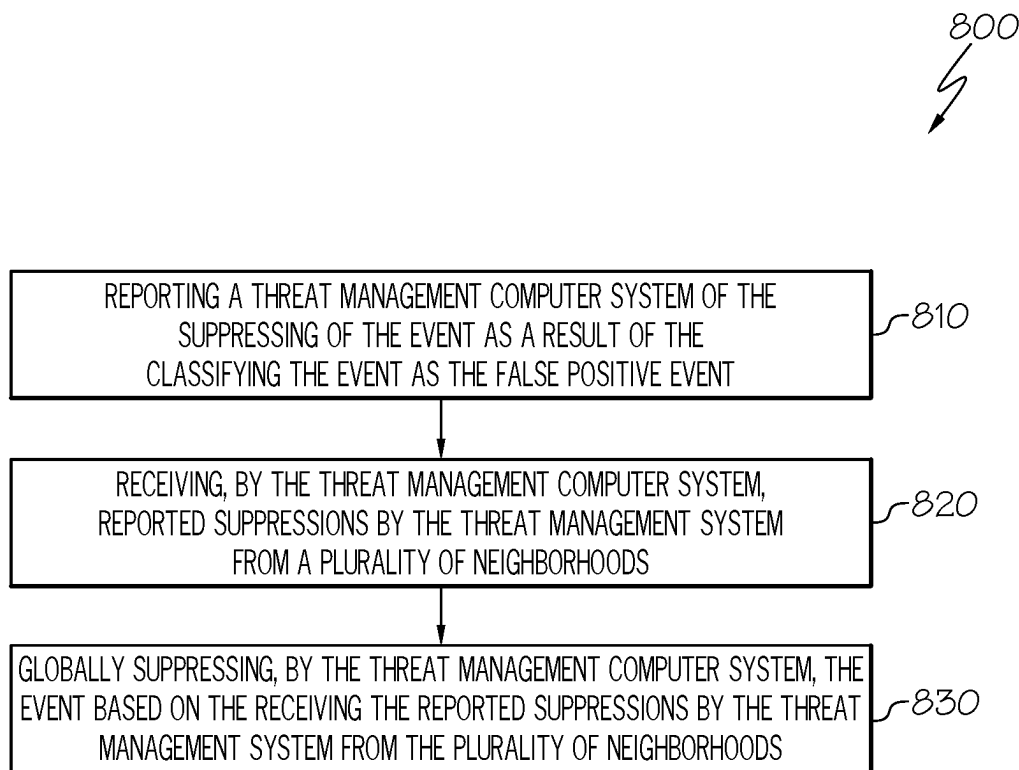 800
REPORTING A THREAT MANAGEMENT COMPUTER SYSTEM OF THE
SUPPRESSING OF THE EVENT AS A RESULT OF THE
CLASSIFYING THE EVENT AS THE FALSE POSITIVE EVENT
810
RECEIVING, BY THE THREAT MANAGEMENT COMPUTER SYSTEM,
REPORTED SUPPRESSIONS BY THE THREAT MANAGEMENT SYSTEM
FROM A PLURALITY OF NEIGHBORHOODS
820
GLOBALLY SUPPRESSING, BY THE THREAT MANAGEMENT COMPUTER SYSTEM, THE
EVENT BASED ON THE RECEIVING THE REPORTED SUPPRESSIONS BY THE THREAT
MANAGEMENT SYSTEM FROM THE PLURALITY OF NEIGHBORHOODS
830